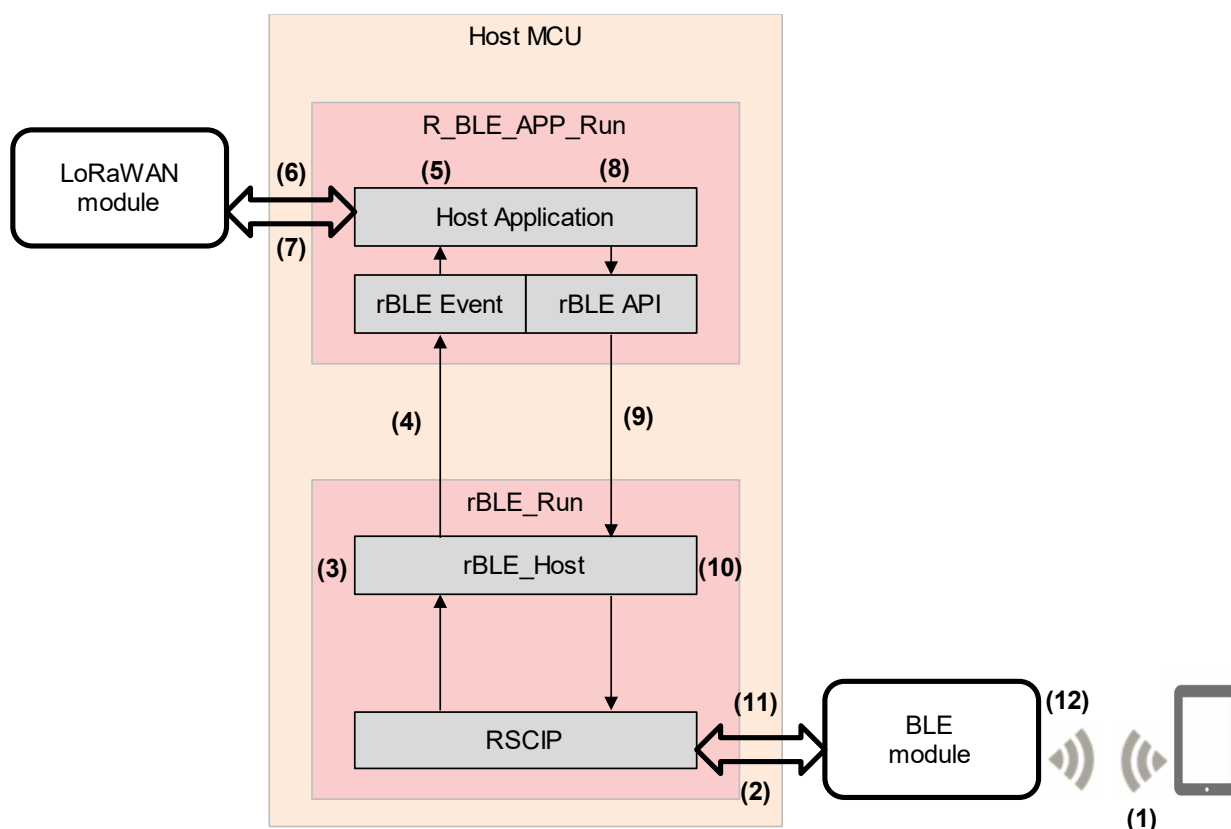 Host MCU
R_BLE_APP_Run
LoRaWAN
module
(6)
(7)
(5)
(8)
Host Application
rBLE Event
rBLE API
(4)
(9)
rBLE_Run
(3)
rBLE_Host
(10)
RSCIP
(11)
(2)
BLE
module
(12)
(1)